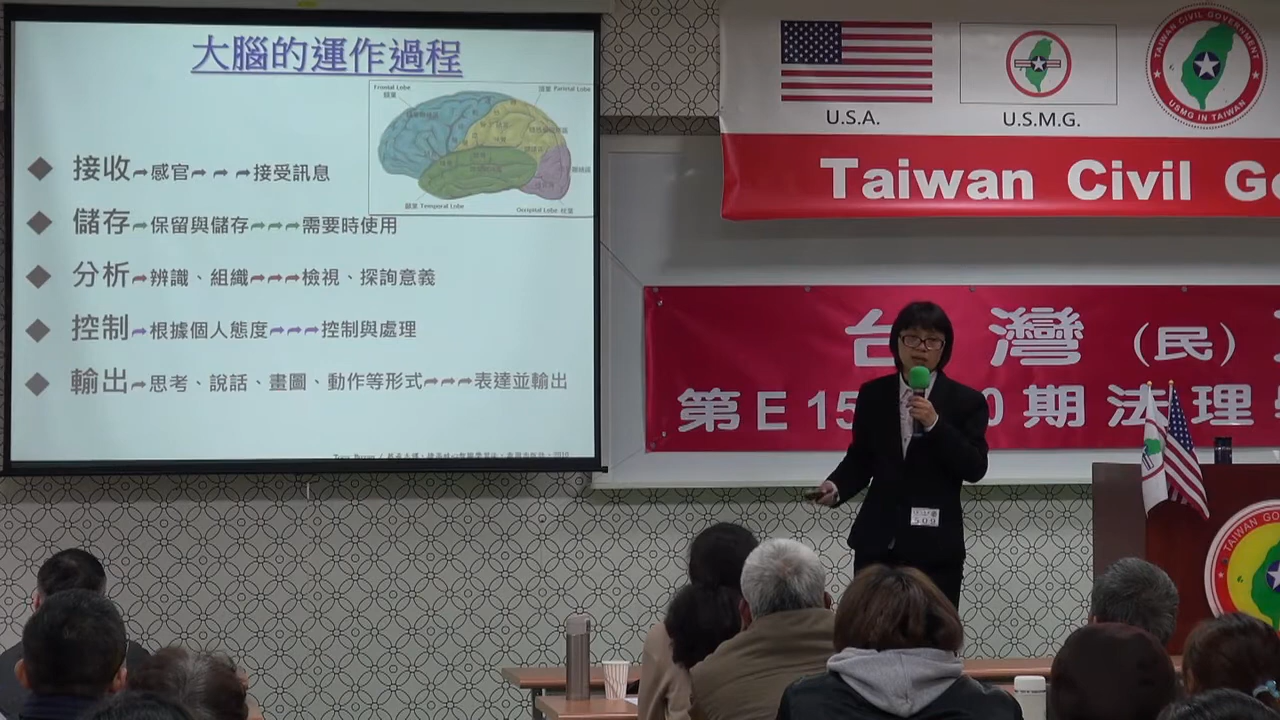 大腦的運作過程
Frontal Lobe
額葉
頂葉 Parietal Lobe
顳葉 Temporal Lobe
Occipital Lobe 枕葉
◆ 接收➦感官➦ ➦ ➦接受訊息
◆ 儲存➦保留與儲存➦➦➦需要時使用
◆ 分析➦辨識、組織➦➦➦檢視、探詢意義
◆ 控制➦根據個人態度➦➦➦控制與處理
◆ 輸出➦思考、說話、畫圖、動作等形式➦➦➦表達並輸出
U.S.A.
U.S.M.G.
TAIWAN CIVIL GOVERNMENT
USMG IN TAIWAN
Taiwan Civil Go
台灣(民)
第E15 0期法理
509
TAIWAN GO